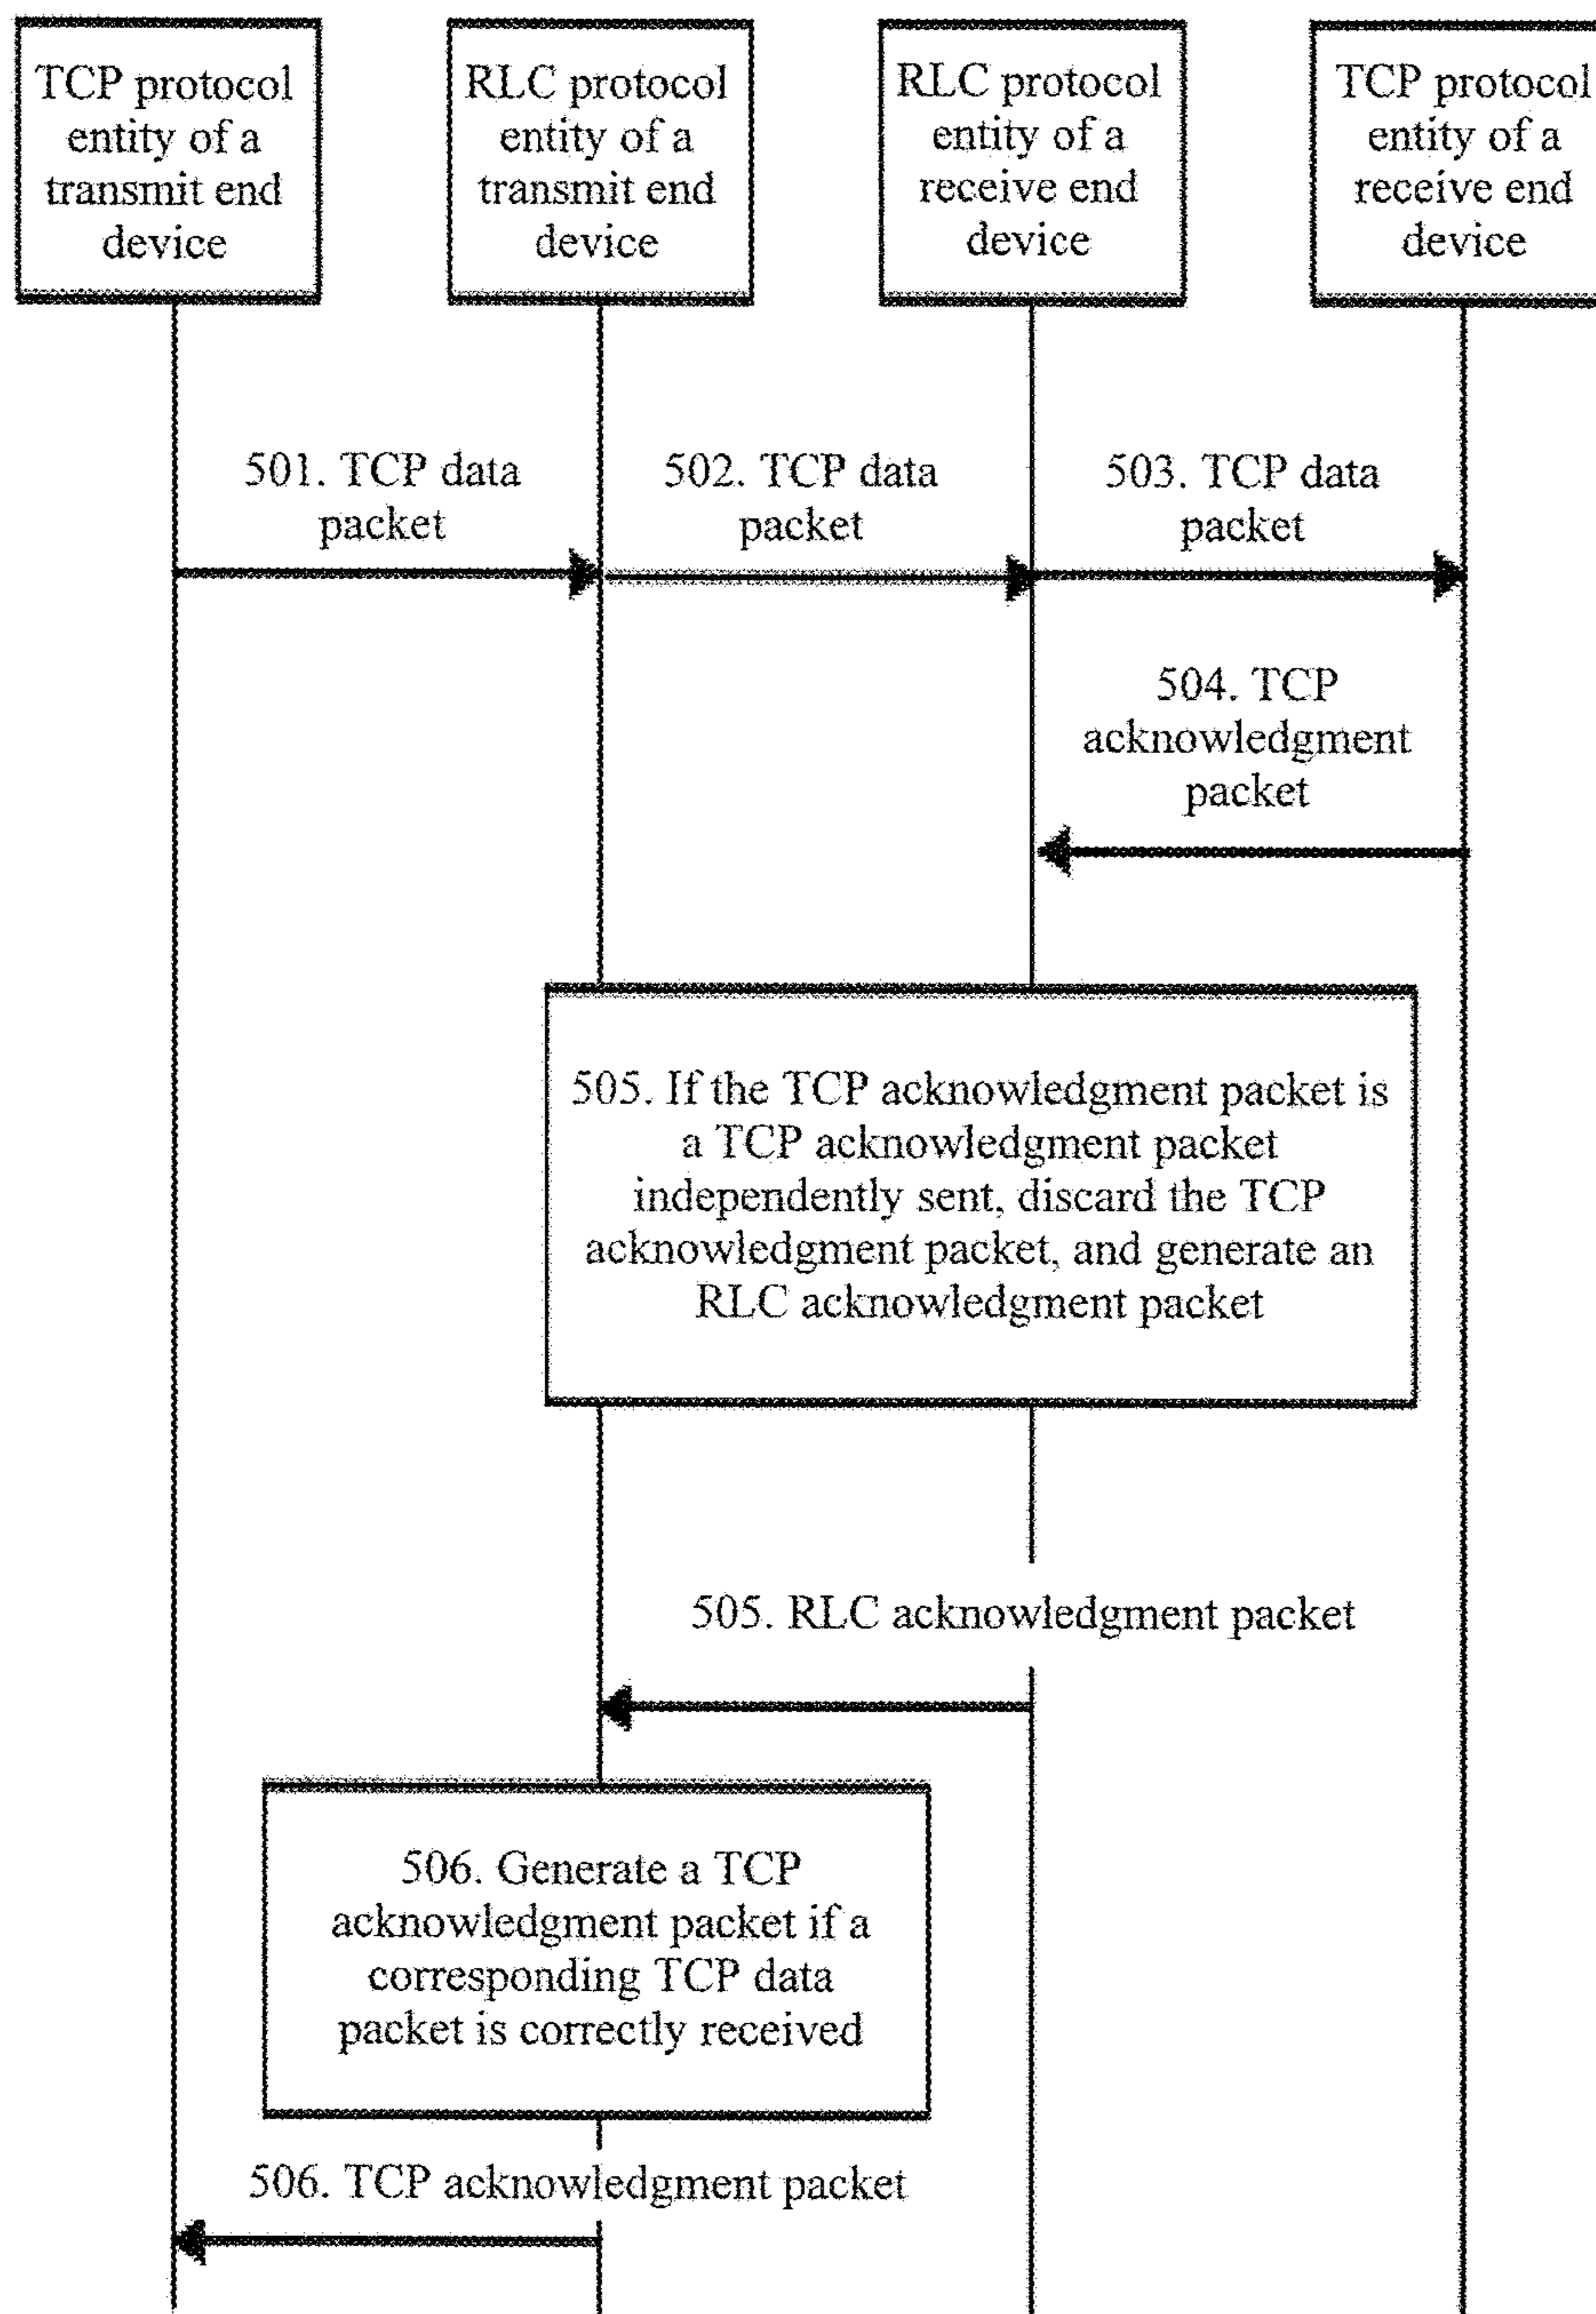 TCP protocol
entity of a
transmit end
device
RLC protocol
entity of a
transmit end
device
RLC protocol
entity of a
receive end
device
TCP protocol
entity of a
receive end
device
501. TCP data
packet
502. TCP data
packet
503. TCP data
packet
504. TCP
acknowledgment
packet
505. If the TCP acknowledgment packet is
a TCP acknowledgment packet
independently sent, discard the TCP
acknowledgment packet, and generate an
RLC acknowledgment packet
505. RLC acknowledgment packet
506. Generate a TCP
acknowledgment packet if a
corresponding TCP data
packet is correctly received
506. TCP acknowledgment packet